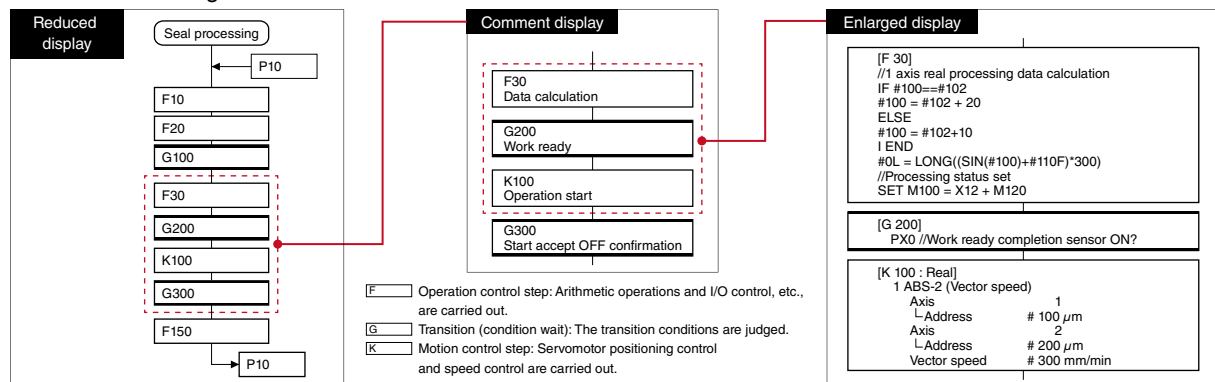 Reduced
display
Seal processing
P10
F10
F20
G100
F30
G200
K100
G300
F150
P10
Comment display
F30
Data calculation
G200
Work ready
K100
Operation start
G300
Start accept OFF confirmation
F Operation control step: Arithmetic operations and I/O control, etc.,
are carried out.
G Transition (condition wait): The transition conditions are judged.
K Motion control step: Servomotor positioning control
and speed control are carried out.
Enlarged display
[F 30]
//1 axis real processing data calculation
IF #100==#102
#100 = #102 + 20
ELSE
#100 = #102+10
I END
#0L = LONG((SIN(#100)+#110F)*300)
//Processing status set
SET M100 = X12 + M120
[G 200]
PX0 //Work ready completion sensor ON?
[K 100 : Real]
1 ABS-2 (Vector speed)
Axis 1
Address # 100 µm
Axis 2
Address # 200 µm
Vector speed # 300 mm/min